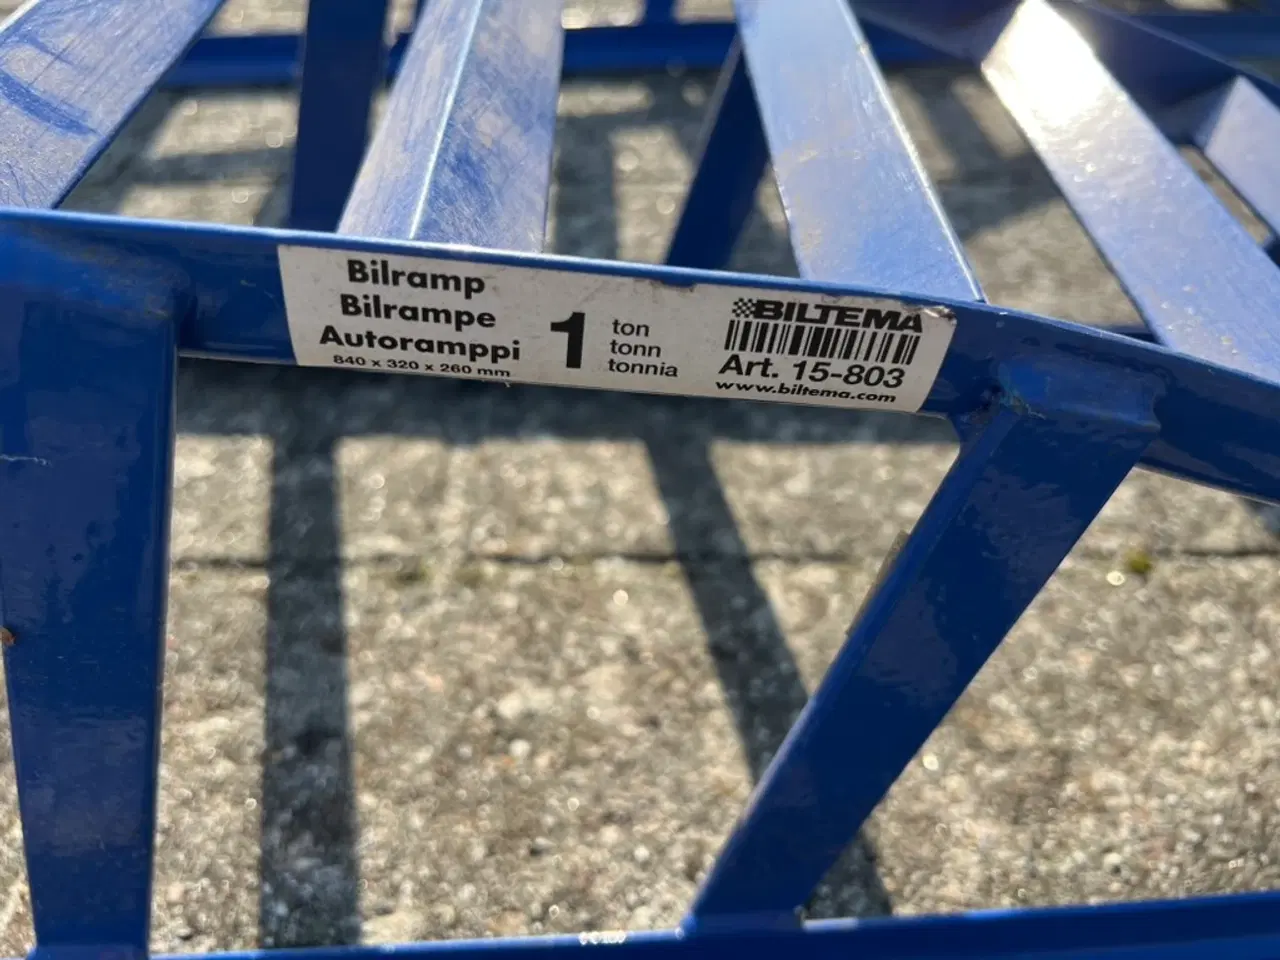 Bilramp
Bilrampe
Autoramppi
840 x 320 x 260 mm
1
ton
tonn
tonnia
BILTEMA
Art. 15-803
www.biltema.com